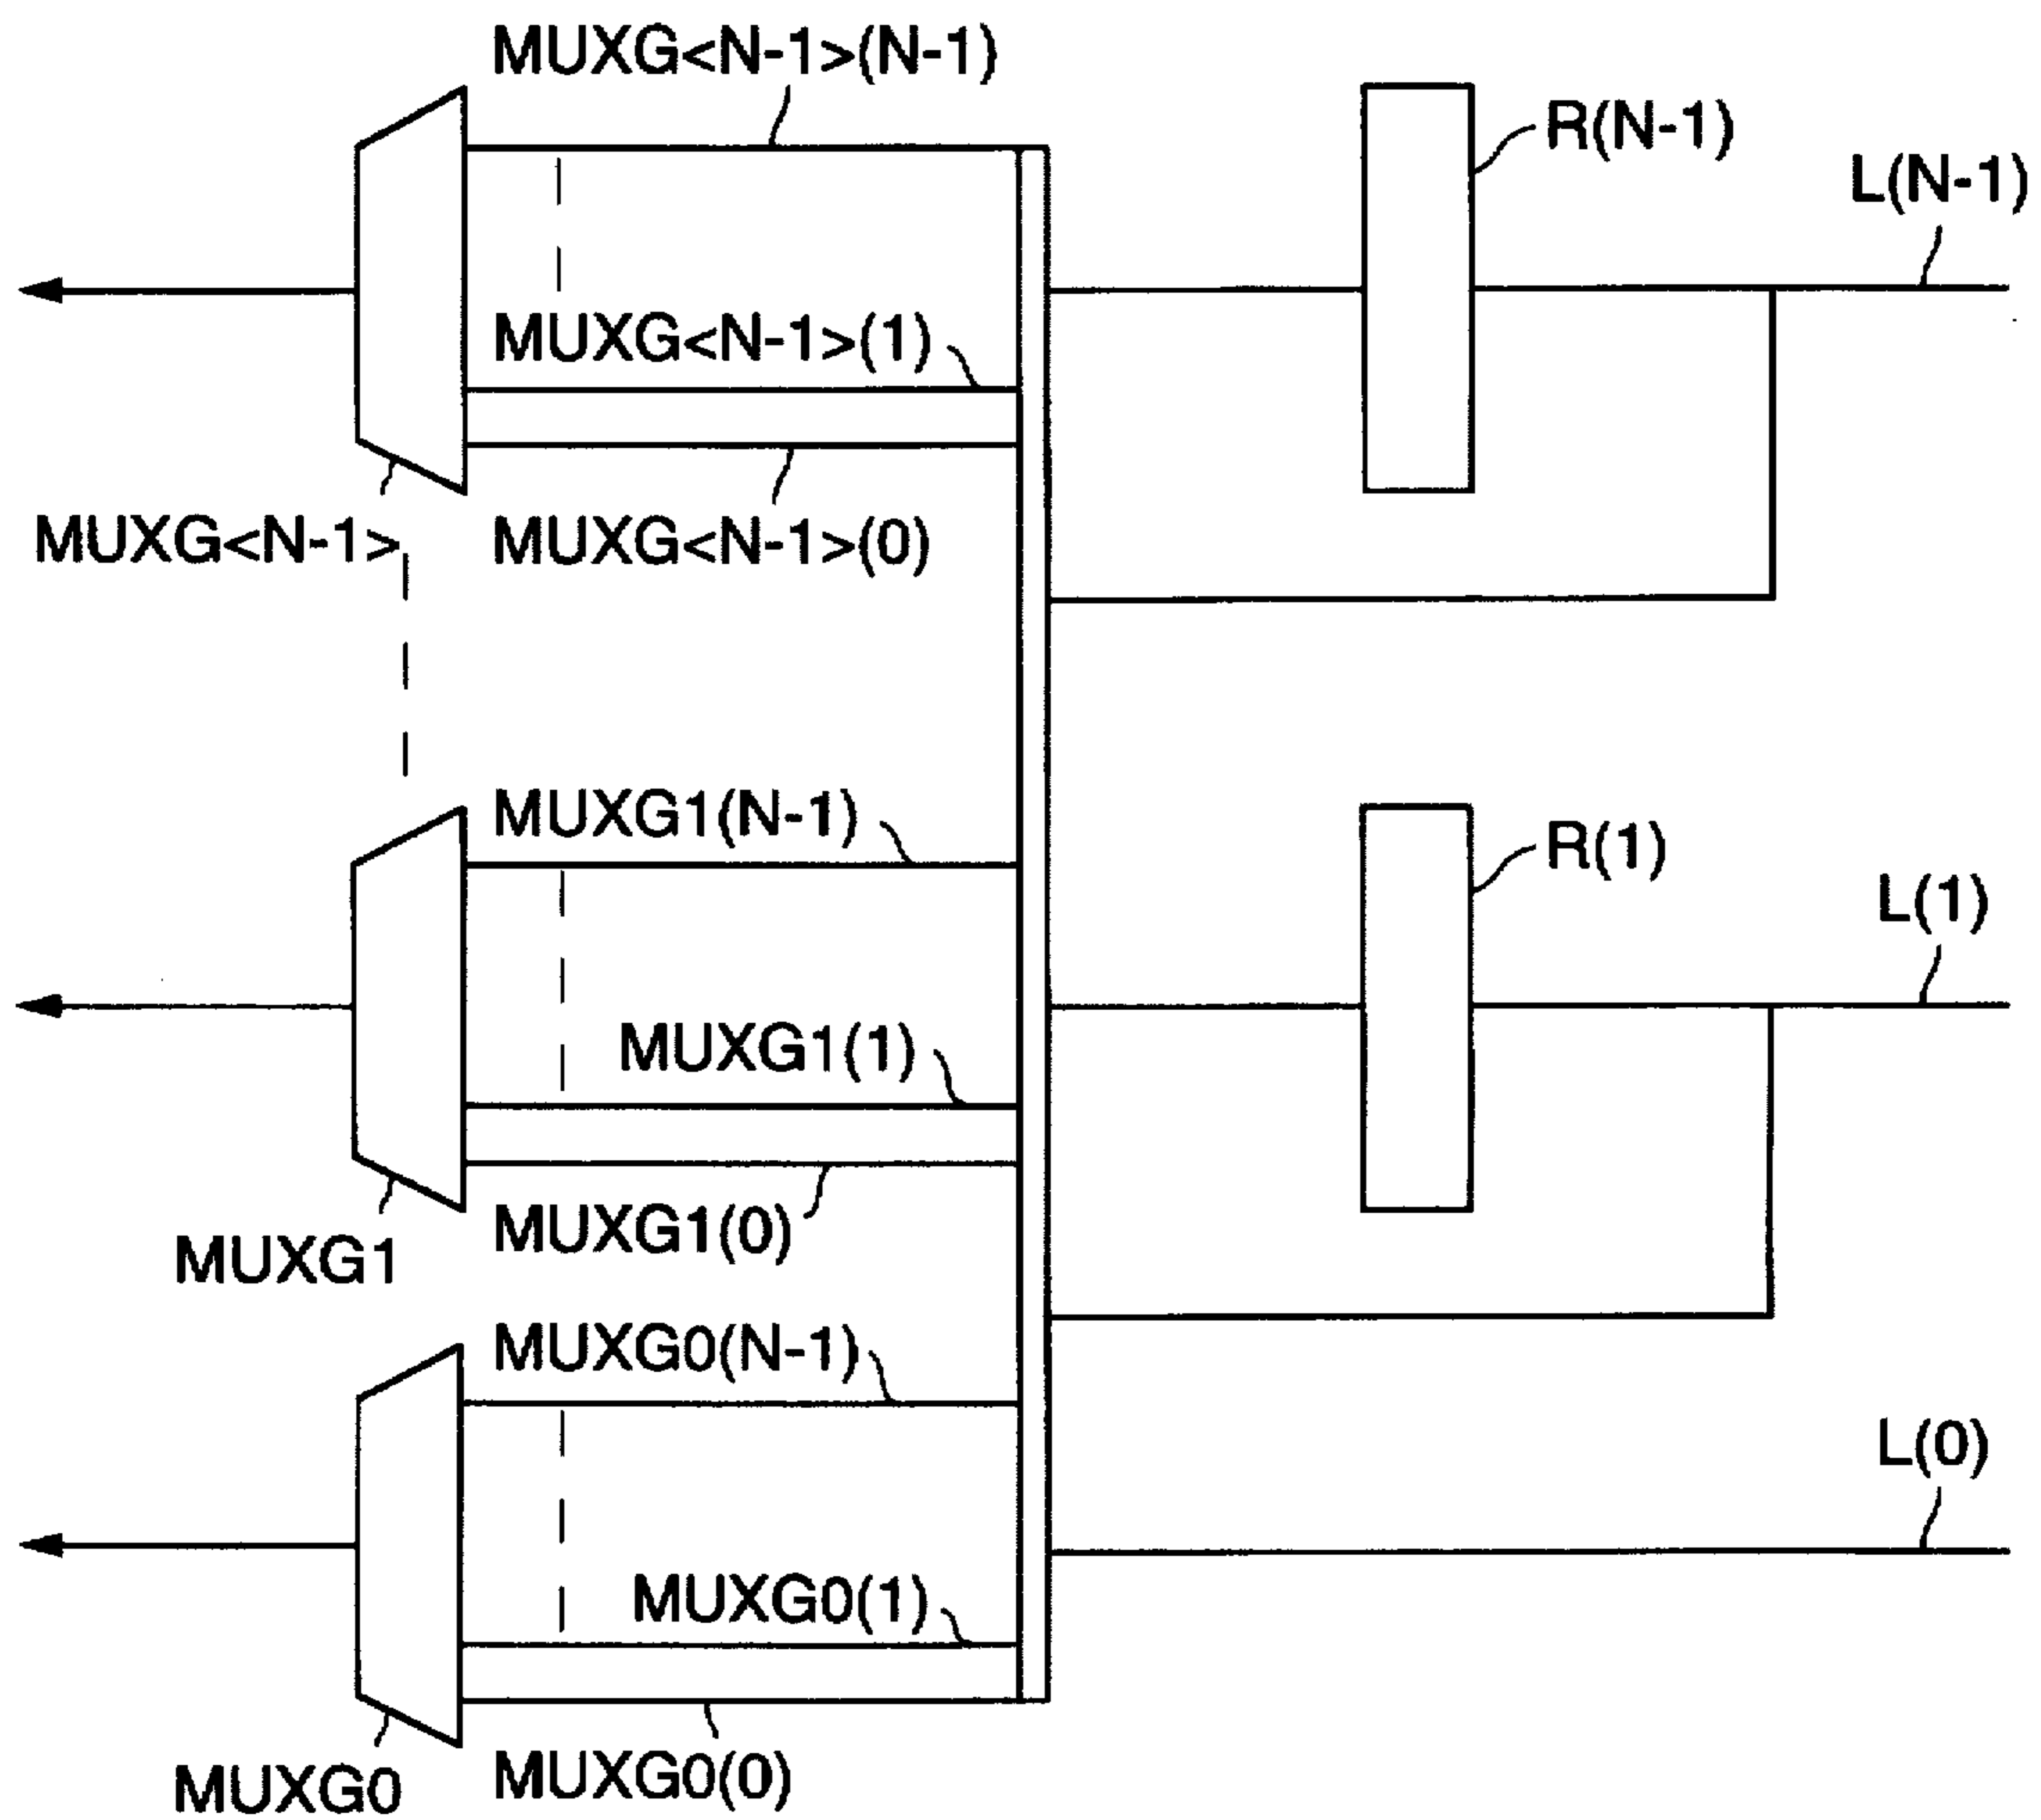 MUXG<N-1>(N-1)
R(N-1)
L(N-1)
MUXG<N-1>(1)
MUXG<N-1>
MUXG<N-1>(0)
MUXG1(N-1)
R(1)
L(1)
MUXG1(1)
MUXG1(0)
MUXG1
MUXG0(N-1)
L(0)
MUXG0(1)
MUXG0
MUXG0(0)